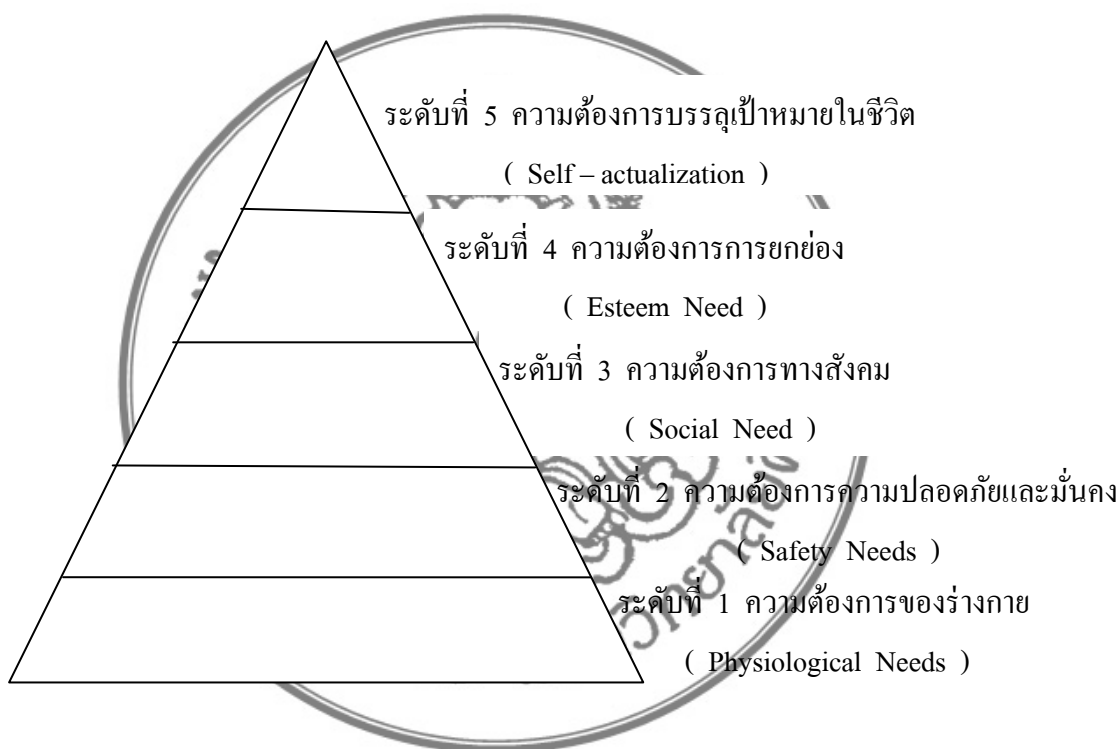 ระดับที่ 5 ความต้องการบรรลุเป้าหมายในชีวิต
( Self – actualization )
ระดับที่ 4 ความต้องการการยกย่อง
( Esteem Need )
ระดับที่ 3 ความต้องการทางสังคม
( Social Need )
ระดับที่ 2 ความต้องการความปลอดภัยและมั่นคง
( Safety Needs )
ระดับที่ 1 ความต้องการของร่างกาย
( Physiological Needs )